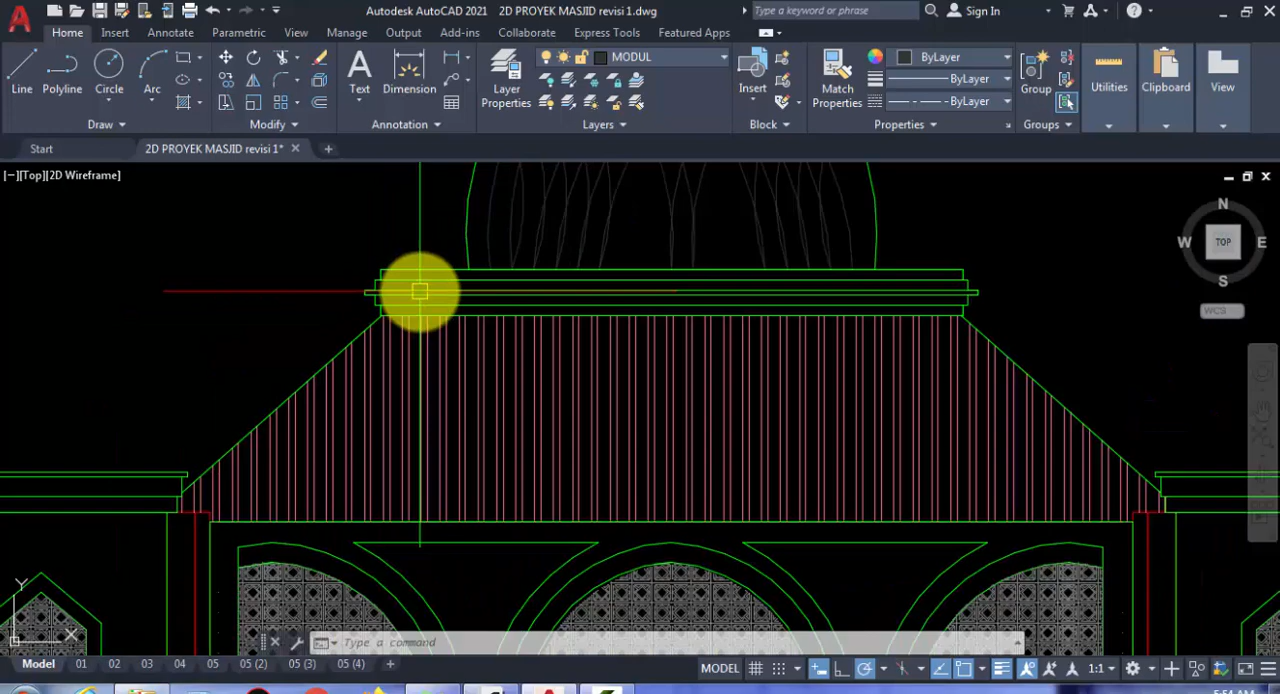 Autodesk AutoCAD 2021 2D PROYEK MASJID revisi 1.dwg
Type a keyword or phrase
Sign In
Home Insert Annotate Parametric View Manage Output Add-ins Collaborate Express Tools Featured Apps
Line Polyline Circle Arc
Text Dimension
Layer Properties
MODUL
Insert
Match Properties
ByLayer
ByLayer
ByLayer
Group
Utilities
Clipboard
View
Draw Modify Annotation Layers Block Properties Groups
Start 2D PROYEK MASJID revisi 1*
[−][Top][2D Wireframe]
N
W TOP E
S
WCS
Y
X
Type a command
Model 01 02 03 04 05 05 (2) 05 (3) 05 (4)
MODEL
1:1
5:54 AM